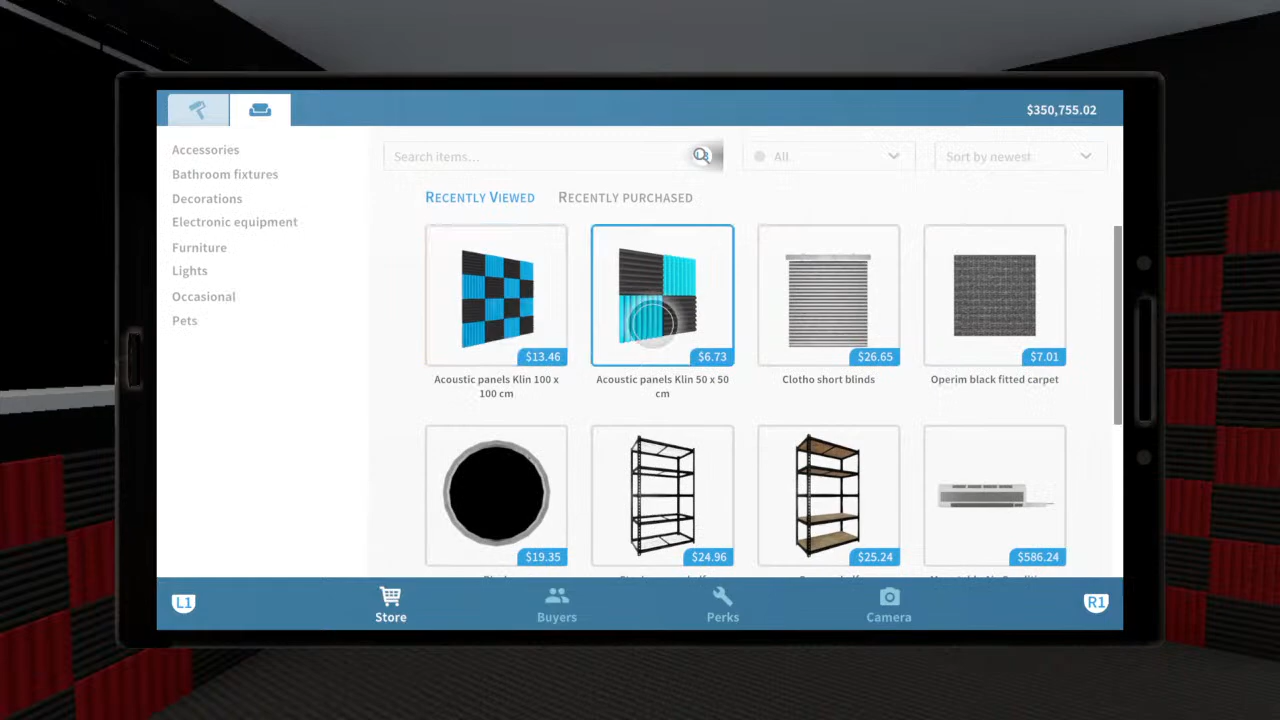 $350,755.02
Accessories
Bathroom fixtures
Decorations
Electronic equipment
Furniture
Lights
Occasional
Pets
Search items...
All
Sort by newest
RECENTLY VIEWED
RECENTLY PURCHASED
$13.46
$6.73
$26.65
$7.01
Acoustic panels Klin 100 x
100 cm
Acoustic panels Klin 50 x 50
cm
Clotho short blinds
Operim black fitted carpet
$19.35
$24.96
$25.24
$586.24
L1
Store
Buyers
Perks
Camera
R1